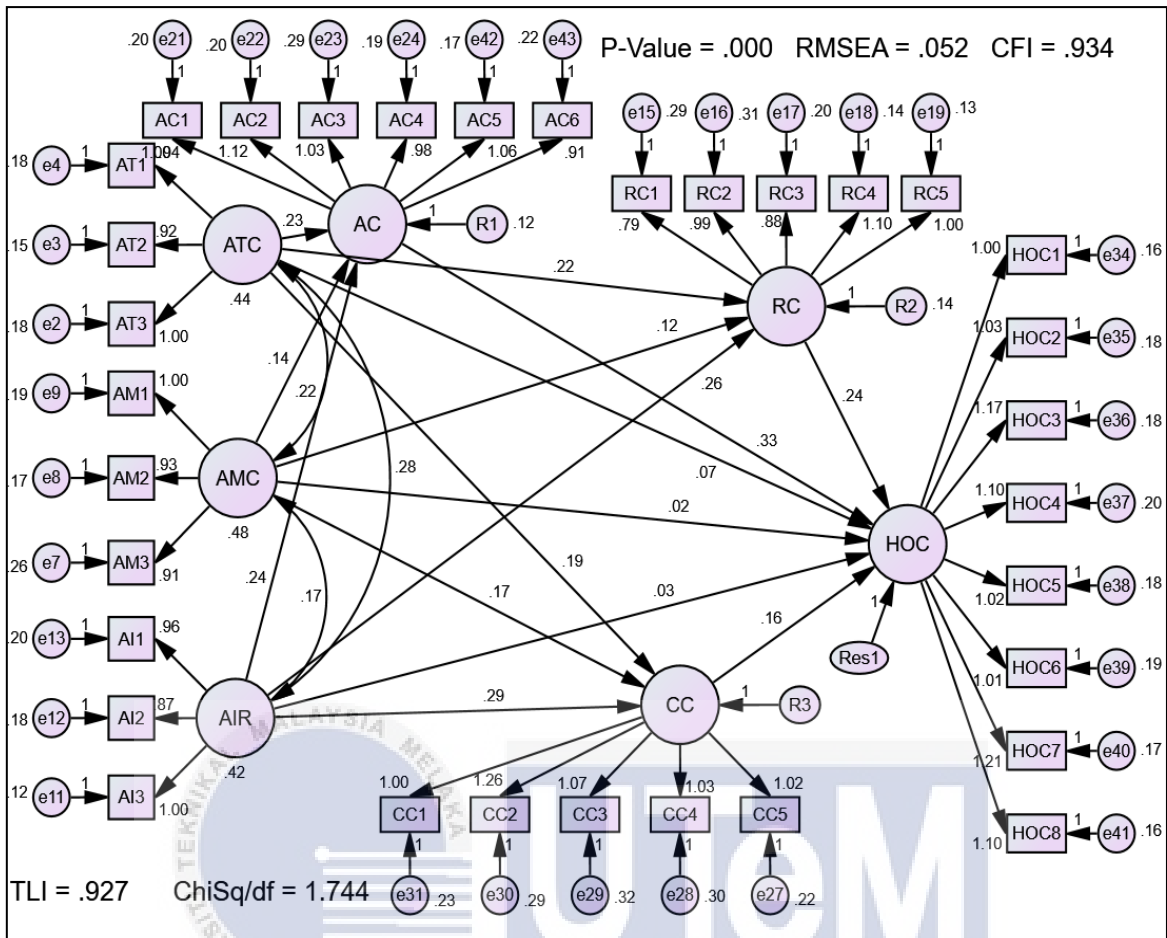 .20 e21 .20 e22 .29 e23 .19 e24 .17 e42 .22 e43
P-Value = .000 RMSEA = .052 CFI = .934
1 1 1 1 1 1
AC1 AC2 AC3 AC4 AC5 AC6
1.12 1.03 .98 1.06 .91
e15 .29 e16 .31 e17 .20 e18 .14 e19 .13
1 1 1 1 1
RC1 RC2 RC3 RC4 RC5
.79 .99 .88 1.10 1.00
.18 e4 1 AT1
.15 e3 1 AT2 .92
.18 e2 1 AT3 1.00
ATC .44
.23 AC 1 R1 .12
.22
RC 1 R2 .14
.19 e9 1 AM1 1.00
.17 e8 1 AM2 .93
.26 e7 1 AM3 .91
AMC .48
.14 .22 .12 .26 .24
.28 .33 .07 .02
.24 .17 .17 .19 .03 .16
.20 e13 1 AI1 .96
.18 e12 1 AI2 .87
.12 e11 1 AI3 1.00
AIR .42
.29 CC 1 R3
HOC 1 Res1
1.00 HOC1 1 e34 .16
1.03 HOC2 1 e35 .18
1.17 HOC3 1 e36 .18
1.10 HOC4 1 e37 .20
1.02 HOC5 1 e38 .18
1.01 HOC6 1 e39 .19
1.21 HOC7 1 e40 .17
1.10 HOC8 1 e41 .16
1.00 1.26 1.07 1.03 1.02
CC1 CC2 CC3 CC4 CC5
1 1 1 1 1
e31 .23 e30 .29 e29 .32 e28 .30 e27 .22
TLI = .927 ChiSq/df = 1.744
TEKNIKAL MALAYSIA MELAKA
UTeM